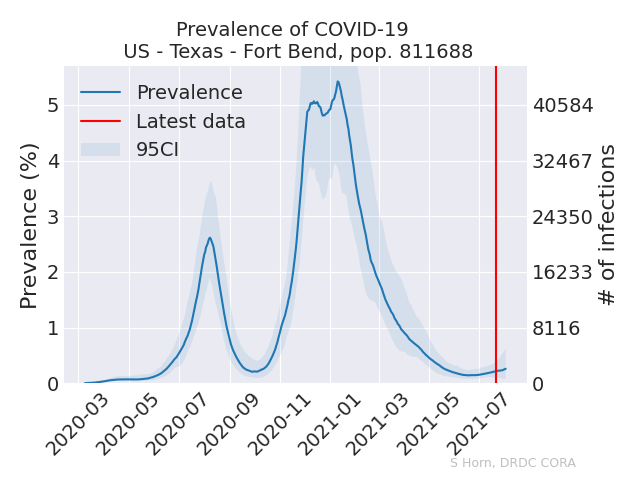 Prevalence of COVID-19
US - Texas - Fort Bend, pop. 811688
Prevalence
Latest data
95CI
Prevalence (%)
5
4
3
2
1
0
40584
32467
24350
16233
8116
0
# of infections
2020-03
2020-05
2020-07
2020-09
2020-11
2021-01
2021-03
2021-05
2021-07
S Horn, DRDC CORA